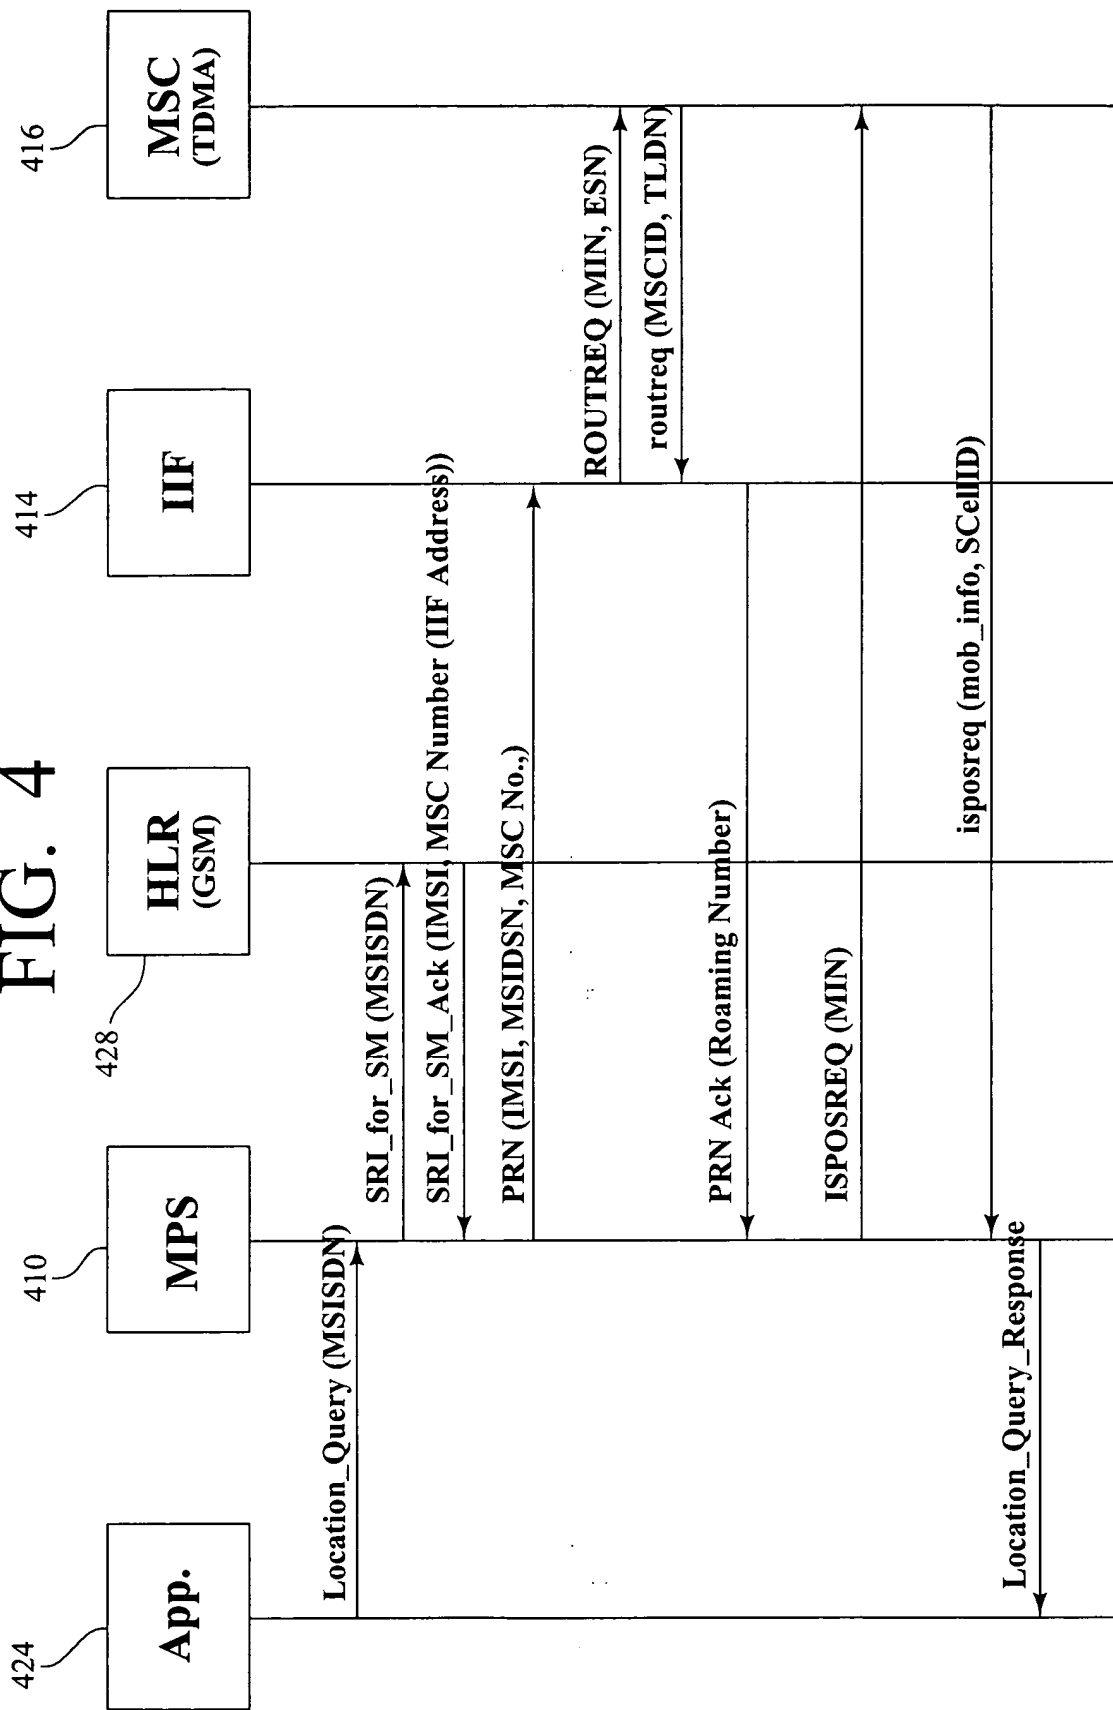 FIG. 4
424
410
428
414
416
App.
MPS
HLR
(GSM)
IIF
MSC
(TDMA)
Location_Query (MSISDN)
SRI_for_SM (MSISDN)
SRI_for_SM_Ack (IMSI, MSC Number (IIF Address))
PRN (IMSI, MSIDSN, MSC No.,)
ROUTREQ (MIN, ESN)
routreq (MSCID, TLDN)
PRN Ack (Roaming Number)
ISPOSREQ (MIN)
isposreq (mob_info, SCellID)
Location_Query_Response